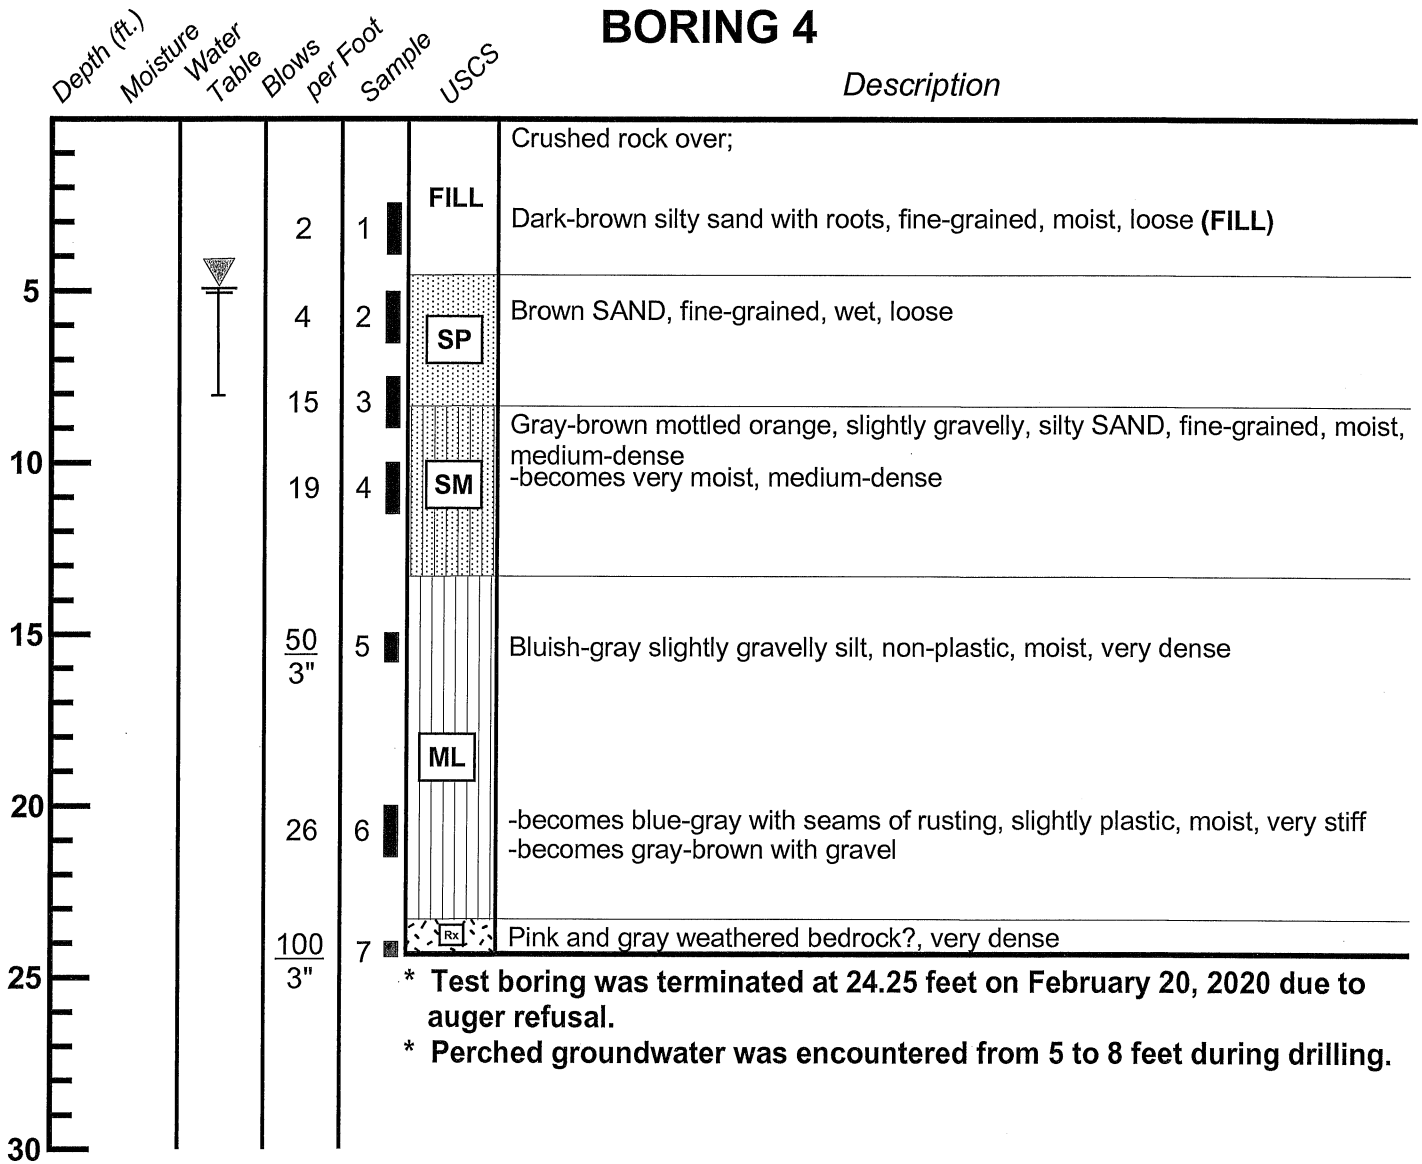 BORING 4
Depth (ft.)
Moisture
Water
Table
Blows
per Foot
Sample
USCS
Description
Crushed rock over;
FILL
2
1
Dark-brown silty sand with roots, fine-grained, moist, loose (FILL)
5
4
2
Brown SAND, fine-grained, wet, loose
SP
15
3
Gray-brown mottled orange, slightly gravelly, silty SAND, fine-grained, moist,
medium-dense
10
19
4
SM
-becomes very moist, medium-dense
15
50
3"
5
Bluish-gray slightly gravelly silt, non-plastic, moist, very dense
ML
20
26
6
-becomes blue-gray with seams of rusting, slightly plastic, moist, very stiff
-becomes gray-brown with gravel
100
3"
7
Rx
Pink and gray weathered bedrock?, very dense
25
* Test boring was terminated at 24.25 feet on February 20, 2020 due to
auger refusal.
* Perched groundwater was encountered from 5 to 8 feet during drilling.
30